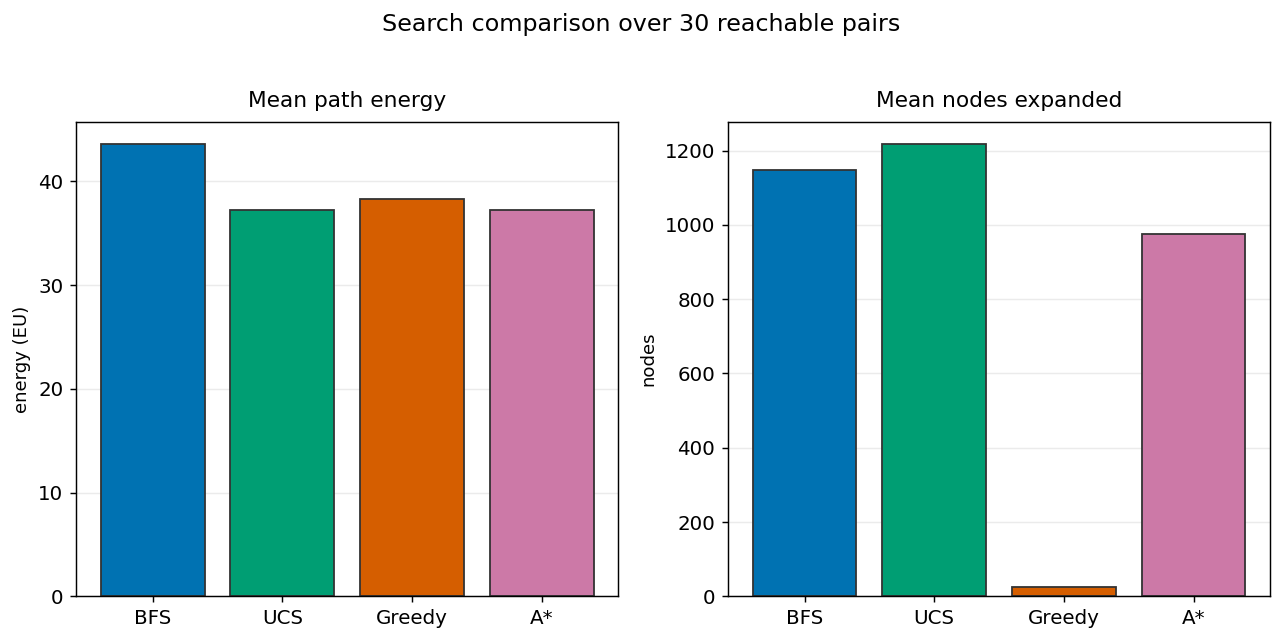 Search comparison over 30 reachable pairs
Mean path energy
energy (EU)
40
30
20
10
0
BFS UCS Greedy A*
Mean nodes expanded
nodes
1200
1000
800
600
400
200
0
BFS UCS Greedy A*